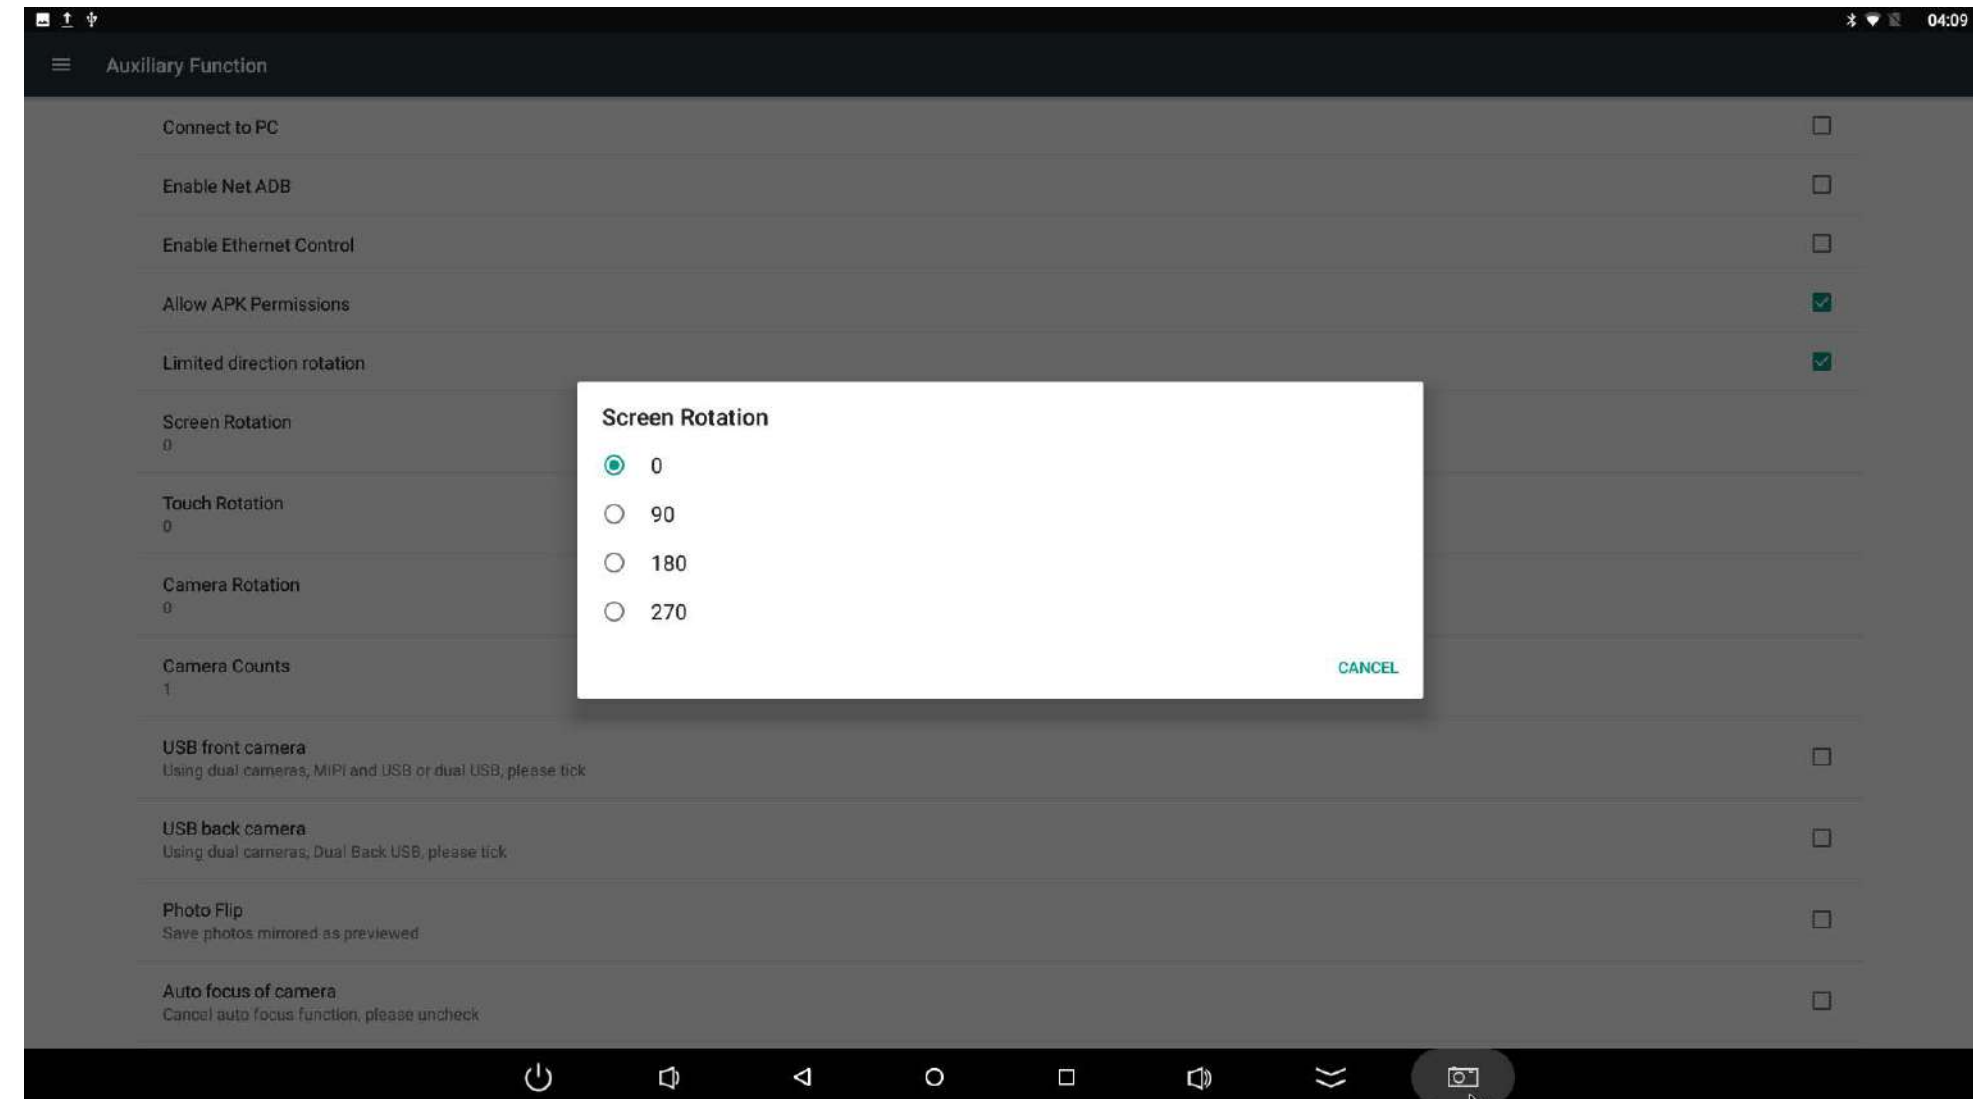 04:09
Auxiliary Function
Connect to PC
Enable Net ADB
Enable Ethernet Control
Allow APK Permissions
Limited direction rotation
Screen Rotation
0
Touch Rotation
0
Camera Rotation
0
Camera Counts
1
USB front camera
Using dual cameras, MIPI and USB or dual USB, please tick
USB back camera
Using dual cameras, Dual Back USB, please tick
Photo Flip
Save photos mirrored as previewed
Auto focus of camera
Cancel auto focus function, please uncheck
Screen Rotation
0
90
180
270
CANCEL